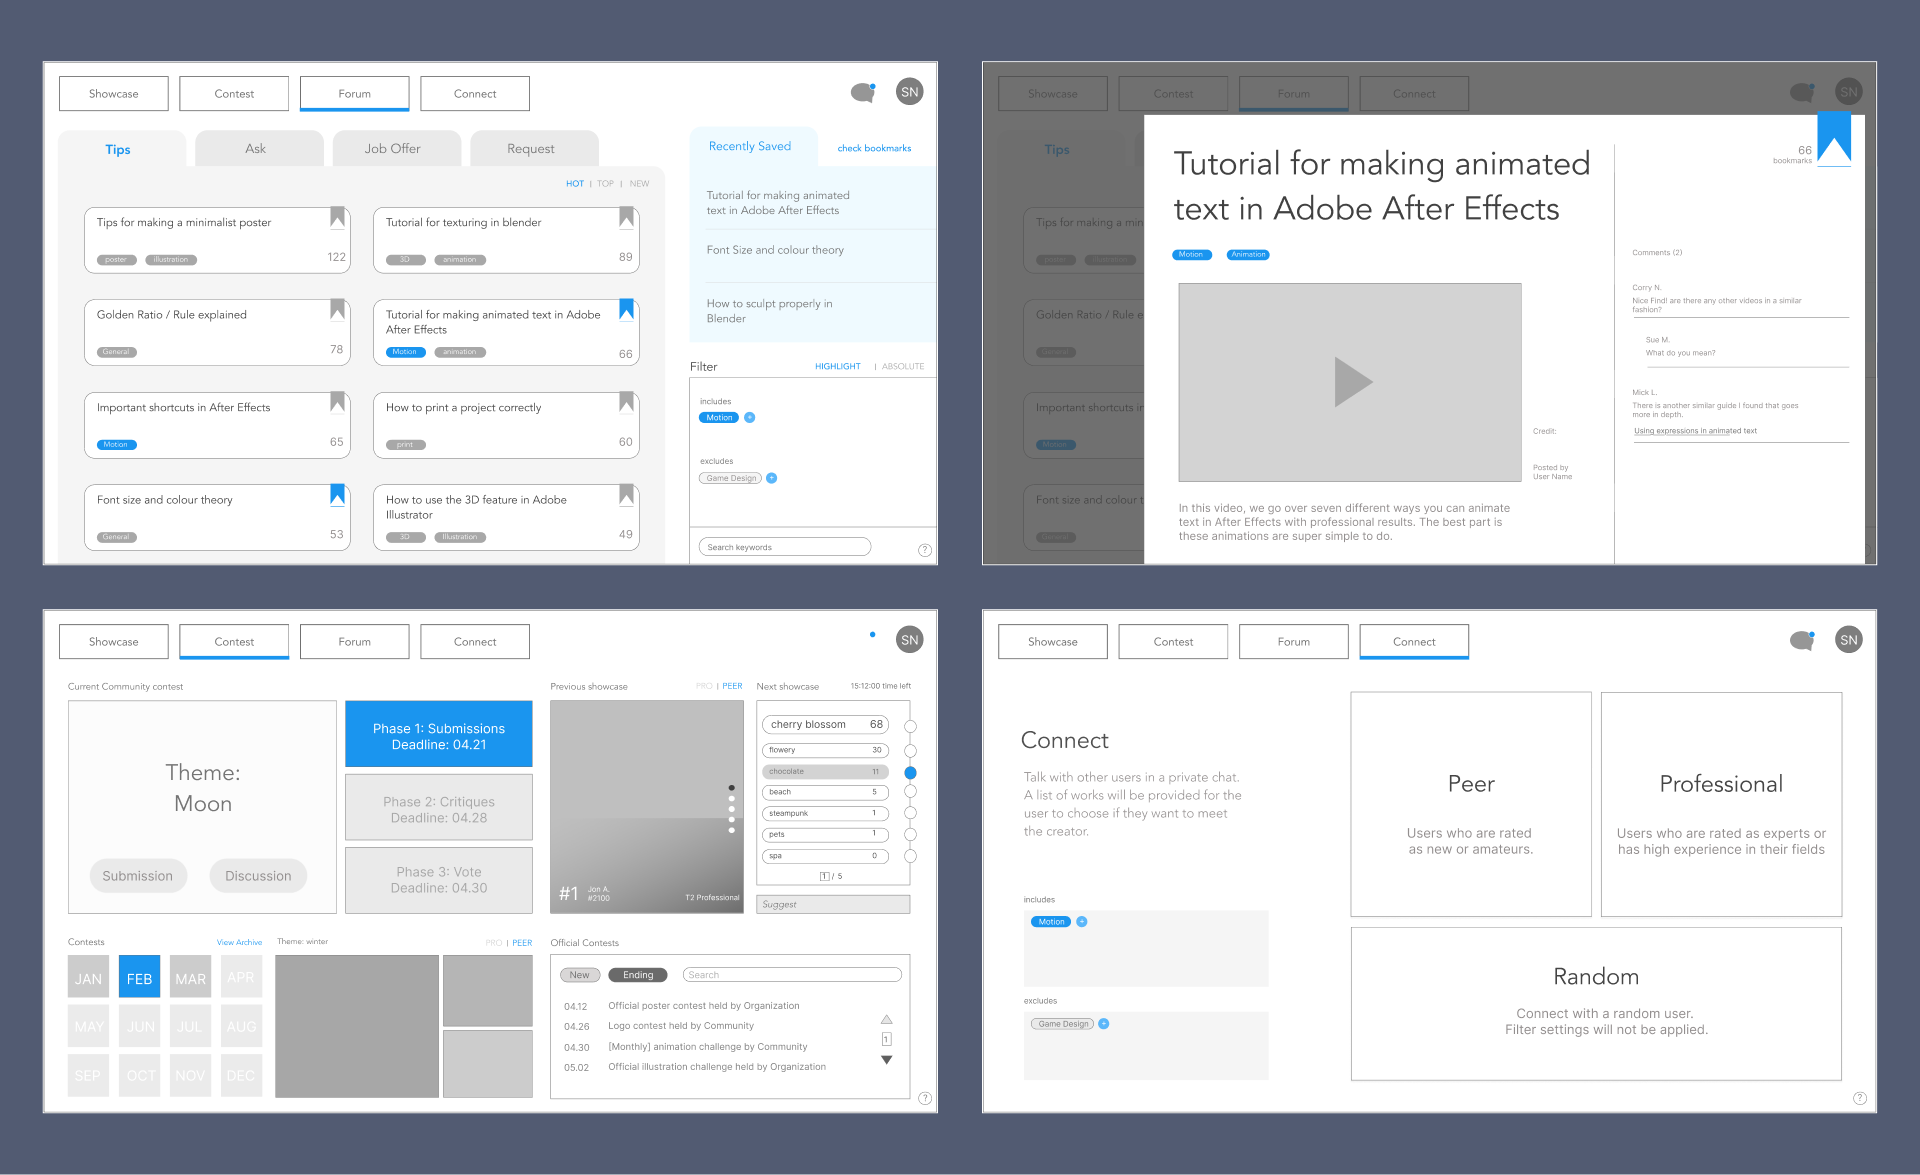 Showcase
Contest
Forum
Connect
SN
Tips
Ask
Job Offer
Request
HOT | TOP | NEW
Tips for making a minimalist poster
poster
illustration
122
Tutorial for texturing in blender
3D
animation
89
Golden Ratio / Rule explained
General
78
Tutorial for making animated text in Adobe
After Effects
Motion
animation
66
Important shortcuts in After Effects
Motion
65
How to print a project correctly
print
60
Font size and colour theory
General
53
How to use the 3D feature in Adobe
Illustrator
3D
Illustration
49
Recently Saved
check bookmarks
Tutorial for making animated
text in Adobe After Effects
Font Size and colour theory
How to sculpt properly in
Blender
Filter
HIGHLIGHT | ABSOLUTE
includes
Motion +
excludes
Game Design +
Search keywords
?
Showcase
Contest
Forum
Connect
SN
Tips
Tips for making a min
poster
illustration
Golden Ratio / Rule e
General
Important shortcuts in
Motion
Font size and colour t
General
Tutorial for making animated
text in Adobe After Effects
Motion
Animation
Credit:
Posted by
User Name
In this video, we go over seven different ways you can animate
text in After Effects with professional results. The best part is
these animations are super simple to do.
66
bookmarks
Comments (2)
Corry N.
Nice Find! are there any other videos in a similar
fashion?
Sue M.
What do you mean?
Mick L.
There is another similar guide I found that goes
more in depth.
Using expressions in animated text
Showcase
Contest
Forum
Connect
SN
Current Community contest
Theme:
Moon
Submission
Discussion
Phase 1: Submissions
Deadline: 04.21
Phase 2: Critiques
Deadline: 04.28
Phase 3: Vote
Deadline: 04.30
Previous showcase
PRO | PEER
#1
Jon A.
#2100
T2 Professional
Next showcase
15:12:00 time left
cherry blossom 68
flowery 30
chocolate 11
beach 5
steampunk 1
pets 1
spa 0
1 / 5
Suggest
Contests
View Archive
JAN
FEB
MAR
APR
MAY
JUN
JUL
AUG
SEP
OCT
NOV
DEC
Theme: winter
PRO | PEER
Official Contests
New
Ending
Search
04.12 Official poster contest held by Organization
04.26 Logo contest held by Community
04.30 [Monthly] animation challenge by Community
05.02 Official illustration challenge held by Organization
1
?
Showcase
Contest
Forum
Connect
SN
Connect
Talk with other users in a private chat.
A list of works will be provided for the
user to choose if they want to meet
the creator.
includes
Motion +
excludes
Game Design +
Peer
Users who are rated
as new or amateurs.
Professional
Users who are rated as experts or
has high experience in their fields
Random
Connect with a random user.
Filter settings will not be applied.
?